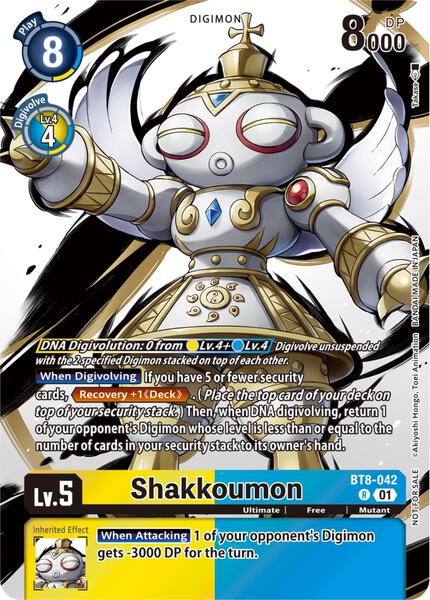 Play
8
DIGIMON
DP
8000
Digivolve
Lv.4
4
Takase
©Akiyoshi Hongo, Toei Animation BANDAI MADE IN JAPAN
NOT FOR SALE
DNA Digivolution: 0 from Lv.4+ Lv.4 Digivolve unsuspended
with the 2 specified Digimon stacked on top of each other.
When Digivolving If you have 5 or fewer security
cards, Recovery +1《Deck》. (Place the top card of your deck on
top of your security stack.) Then, when DNA digivolving, return 1
of your opponent's Digimon whose level is less than or equal to the
number of cards in your security stack to its owner's hand.
Lv.5
Shakkoumon
BT8-042
R 01
Ultimate | Free | Mutant
Inherited Effect
When Attacking 1 of your opponent's Digimon
gets -3000 DP for the turn.